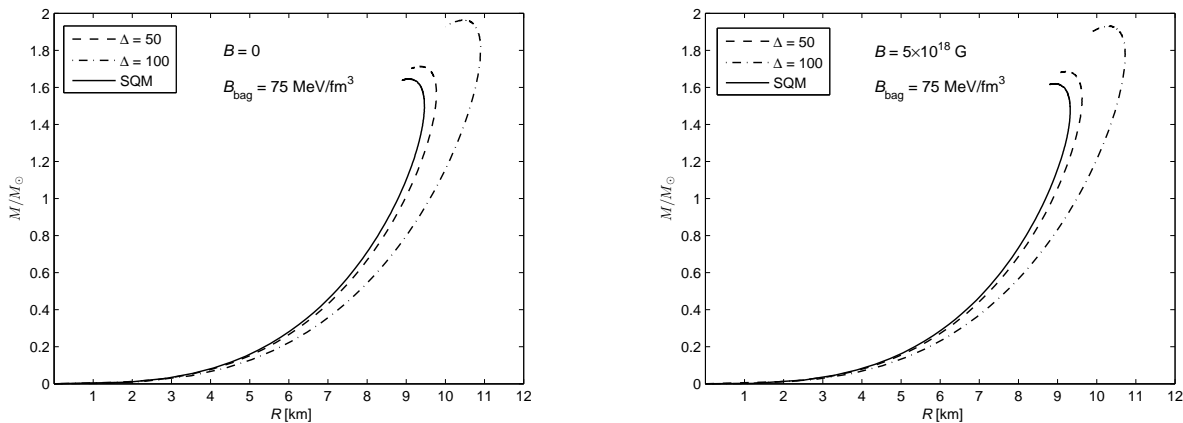 Δ = 50
Δ = 100
SQM
B = 0
B_bag = 75 MeV/fm³
2
1.8
1.6
1.4
1.2
1
0.8
0.6
0.4
0.2
0
M/M⊙
1 2 3 4 5 6 7 8 9 10 11 12
R [km]
Δ = 50
Δ = 100
SQM
B = 5×10¹⁸ G
B_bag = 75 MeV/fm³
2
1.8
1.6
1.4
1.2
1
0.8
0.6
0.4
0.2
0
M/M⊙
1 2 3 4 5 6 7 8 9 10 11 12
R [km]